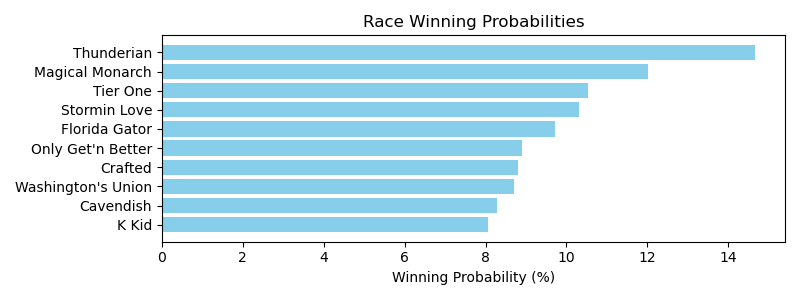 Race Winning Probabilities
Thunderian
Magical Monarch
Tier One
Stormin Love
Florida Gator
Only Get'n Better
Crafted
Washington's Union
Cavendish
K Kid
0 2 4 6 8 10 12 14
Winning Probability (%)